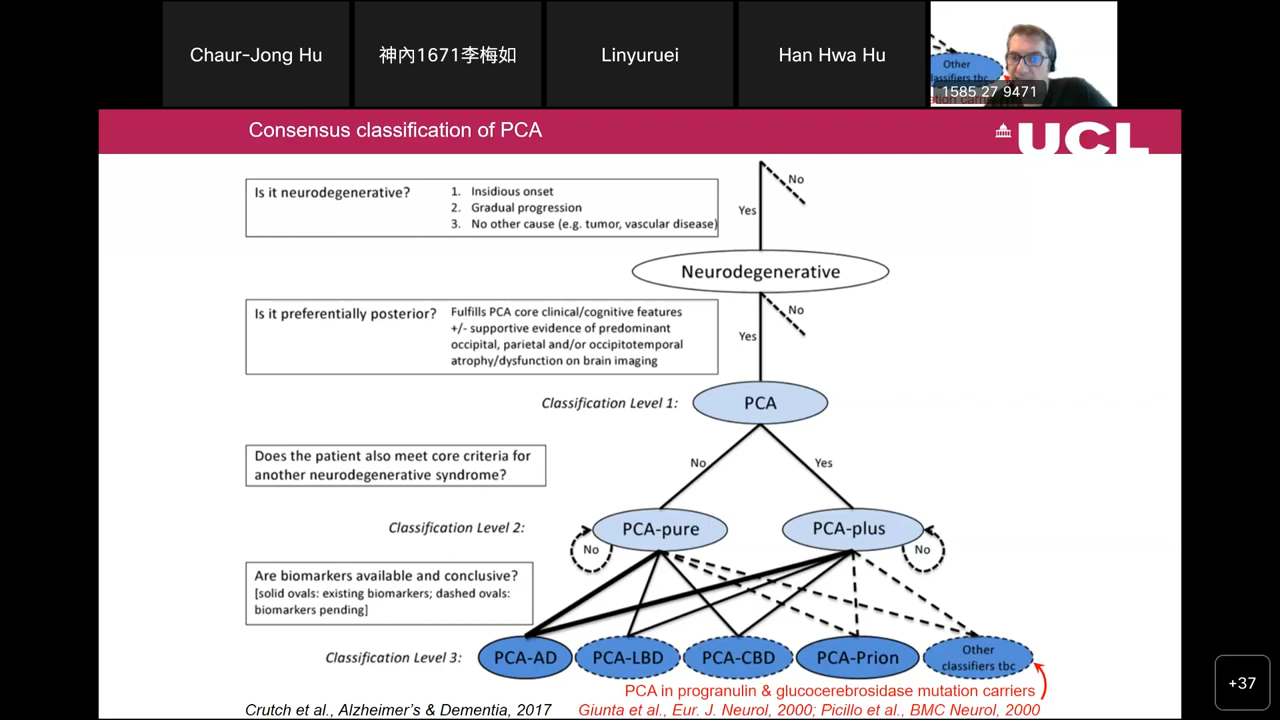 Chaur-Jong Hu
神內1671李梅如
Linyuruei
Han Hwa Hu
Other
classifiers tbc
1585 27 9471
Consensus classification of PCA
UCL
Is it neurodegenerative?
1. Insidious onset
2. Gradual progression
3. No other cause (e.g. tumor, vascular disease)
No
Yes
Neurodegenerative
Is it preferentially posterior?
Fulfills PCA core clinical/cognitive features
+/- supportive evidence of predominant
occipital, parietal and/or occipitotemporal
atrophy/dysfunction on brain imaging
No
Yes
Classification Level 1:
PCA
Does the patient also meet core criteria for
another neurodegenerative syndrome?
No
Yes
Classification Level 2:
PCA-pure
PCA-plus
No
No
Are biomarkers available and conclusive?
[solid ovals: existing biomarkers; dashed ovals:
biomarkers pending]
Classification Level 3:
PCA-AD
PCA-LBD
PCA-CBD
PCA-Prion
Other
classifiers tbc
PCA in progranulin & glucocerebrosidase mutation carriers
Crutch et al., Alzheimer's & Dementia, 2017
Giunta et al., Eur. J. Neurol, 2000; Picillo et al., BMC Neurol, 2000
+37